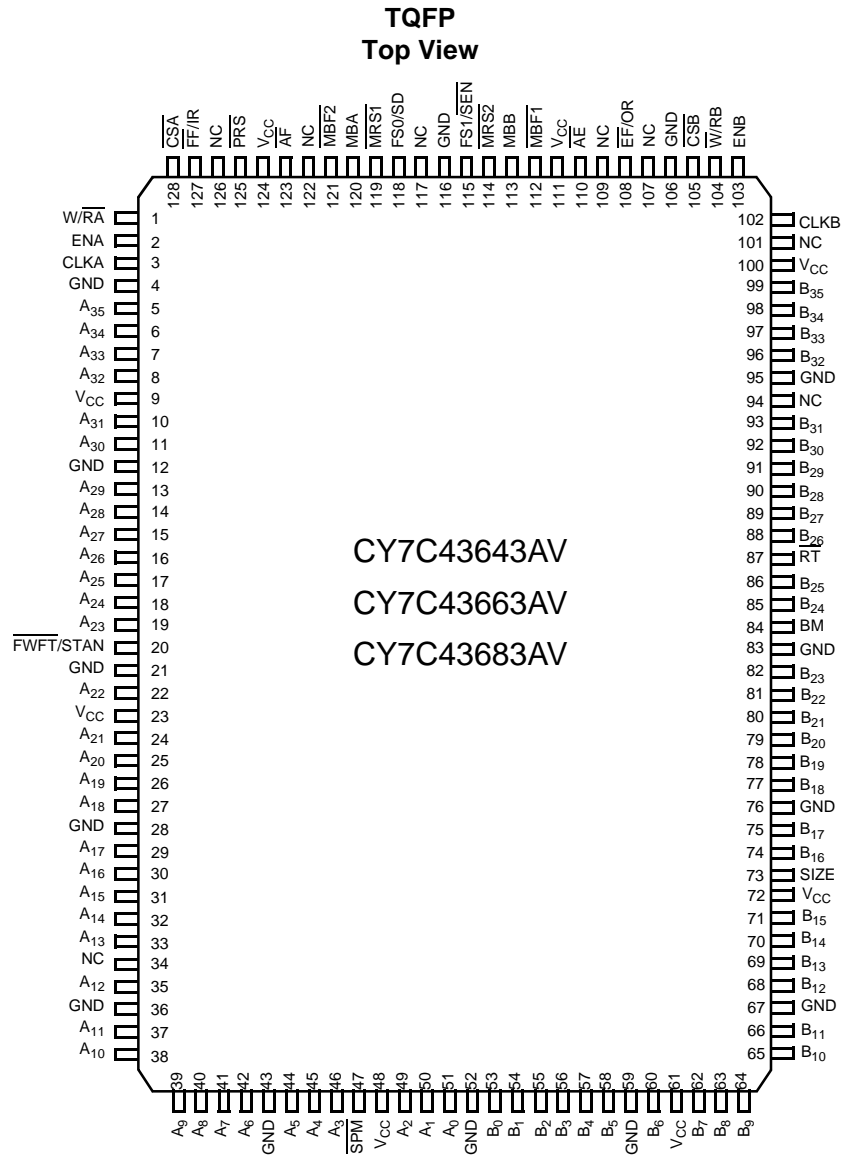 TQFP
Top View
CSA
FF/IR
NC
PRS
VCC
AF
NC
MBF2
MBA
MRS1
FS0/SD
NC
GND
FS1/SEN
MRS2
MBB
MBF1
VCC
AE
NC
EF/OR
NC
GND
CSB
W/RB
ENB
128
127
126
125
124
123
122
121
120
119
118
117
116
115
114
113
112
111
110
109
108
107
106
105
104
103
W/RA 1
ENA 2
CLKA 3
GND 4
A35 5
A34 6
A33 7
A32 8
VCC 9
A31 10
A30 11
GND 12
A29 13
A28 14
A27 15
A26 16
A25 17
A24 18
A23 19
FWFT/STAN 20
GND 21
A22 22
VCC 23
A21 24
A20 25
A19 26
A18 27
GND 28
A17 29
A16 30
A15 31
A14 32
A13 33
NC 34
A12 35
GND 36
A11 37
A10 38
CY7C43643AV
CY7C43663AV
CY7C43683AV
102 CLKB
101 NC
100 VCC
99 B35
98 B34
97 B33
96 B32
95 GND
94 NC
93 B31
92 B30
91 B29
90 B28
89 B27
88 B26
87 RT
86 B25
85 B24
84 BM
83 GND
82 B23
81 B22
80 B21
79 B20
78 B19
77 B18
76 GND
75 B17
74 B16
73 SIZE
72 VCC
71 B15
70 B14
69 B13
68 B12
67 GND
66 B11
65 B10
39
40
41
42
43
44
45
46
47
48
49
50
51
52
53
54
55
56
57
58
59
60
61
62
63
64
A9
A8
A7
A6
GND
A5
A4
A3
SPM
VCC
A2
A1
A0
GND
B0
B1
B2
B3
B4
B5
GND
B6
VCC
B7
B8
B9